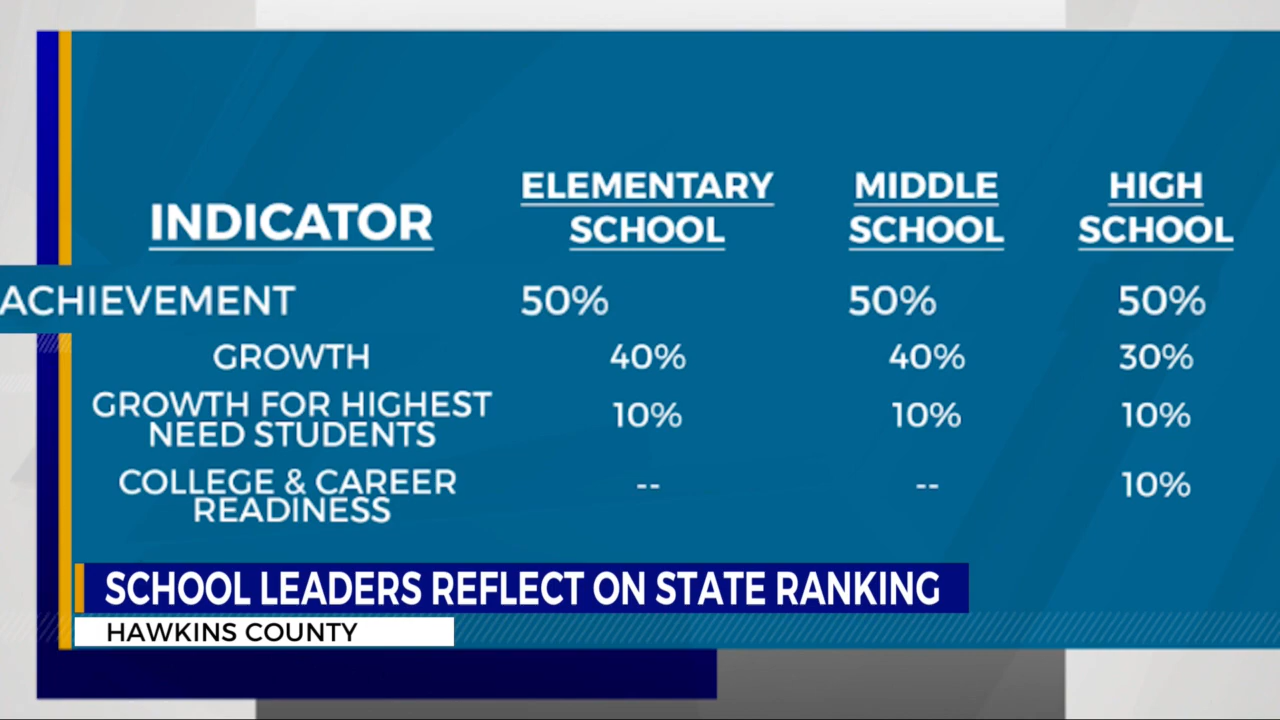 INDICATOR ELEMENTARY SCHOOL MIDDLE SCHOOL HIGH SCHOOL
ACHIEVEMENT 50% 50% 50%
GROWTH 40% 40% 30%
GROWTH FOR HIGHEST
NEED STUDENTS 10% 10% 10%
COLLEGE & CAREER
READINESS -- -- 10%
SCHOOL LEADERS REFLECT ON STATE RANKING
HAWKINS COUNTY